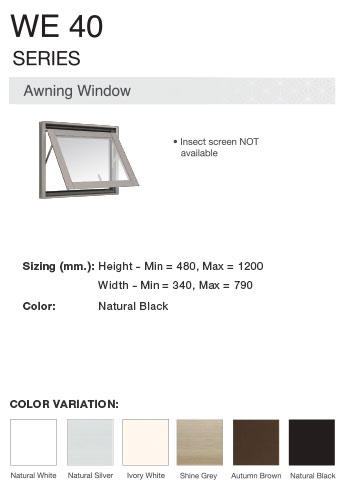 WE 40
SERIES
Awning Window
• Insect screen NOT
available
Sizing (mm.): Height - Min = 480, Max = 1200
Width - Min = 340, Max = 790
Color: Natural Black
COLOR VARIATION:
Natural White Natural Silver Ivory White Shine Grey Autumn Brown Natural Black